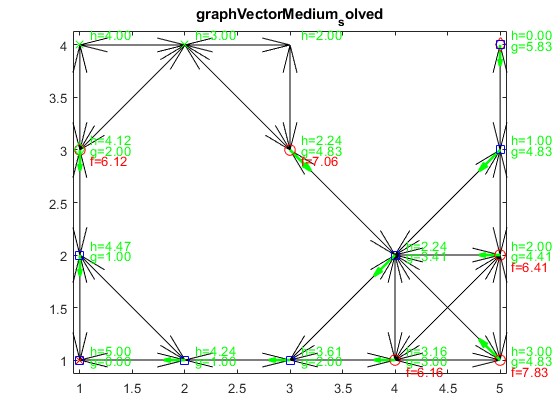 graphVectorMedium_solved
4
h=4.00
h=3.00
h=2.00
h=0.00
g=5.83
3.5
3
h=4.12
g=2.00
f=6.12
h=2.24
g=4.83
f=7.06
h=1.00
g=4.83
2.5
2
h=4.47
g=1.00
h=2.24
g=3.41
h=2.00
g=4.41
f=6.41
1.5
1
h=5.00
g=0.00
h=4.24
g=1.00
h=3.61
g=2.00
h=3.16
g=3.00
f=6.16
h=3.00
g=4.83
f=7.83
1 1.5 2 2.5 3 3.5 4 4.5 5